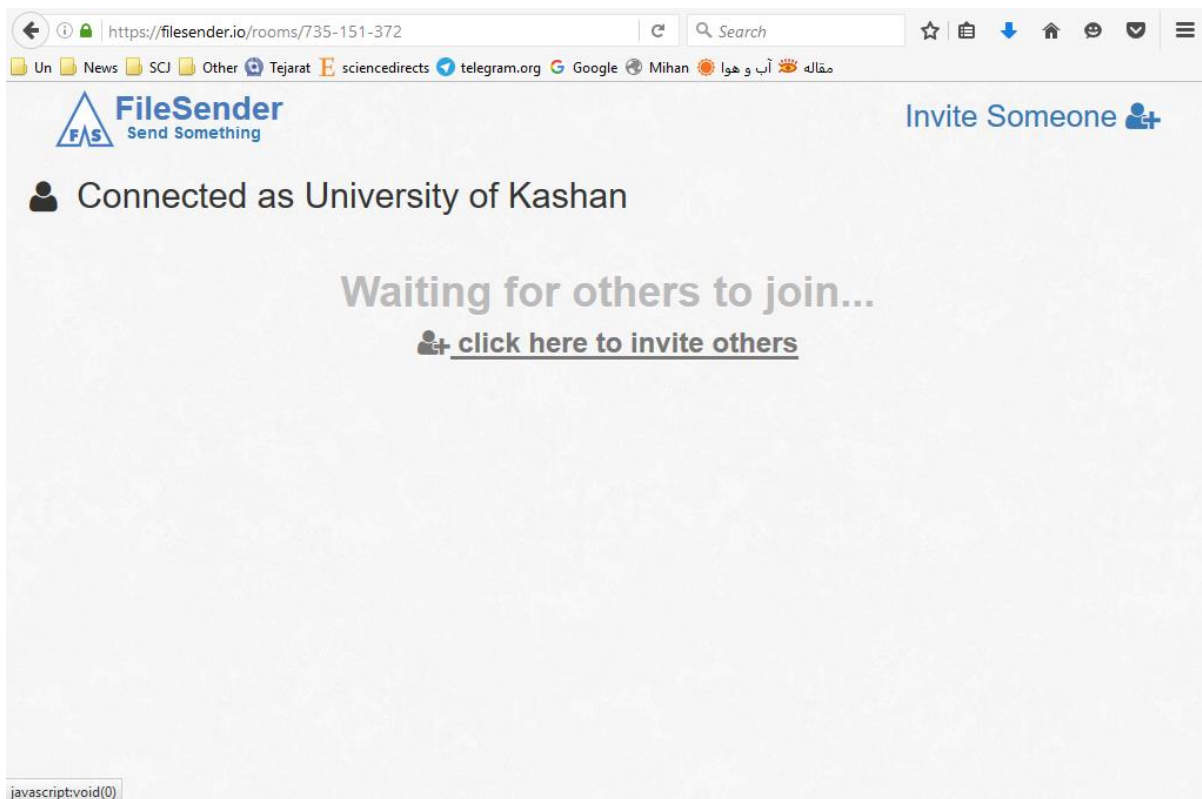 https://filesender.io/rooms/735-151-372 Search
Un News SCJ Other Tejarat E sciencedirects telegram.org G Google Mihan آب و هوا مقاله
FileSender Invite Someone
FAS Send Something
Connected as University of Kashan
Waiting for others to join...
click here to invite others
javascript:void(0)